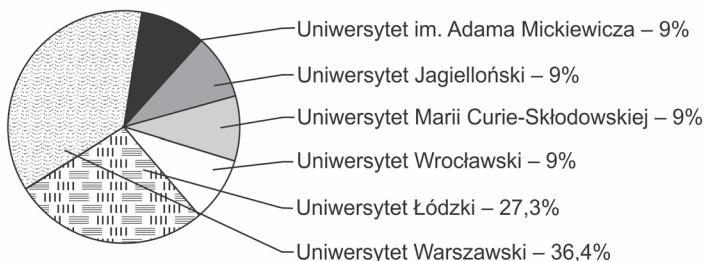 Uniwersytet im. Adama Mickiewicza – 9%
Uniwersytet Jagielloński – 9%
Uniwersytet Marii Curie-Skłodowskiej – 9%
Uniwersytet Wrocławski – 9%
Uniwersytet Łódzki – 27,3%
Uniwersytet Warszawski – 36,4%